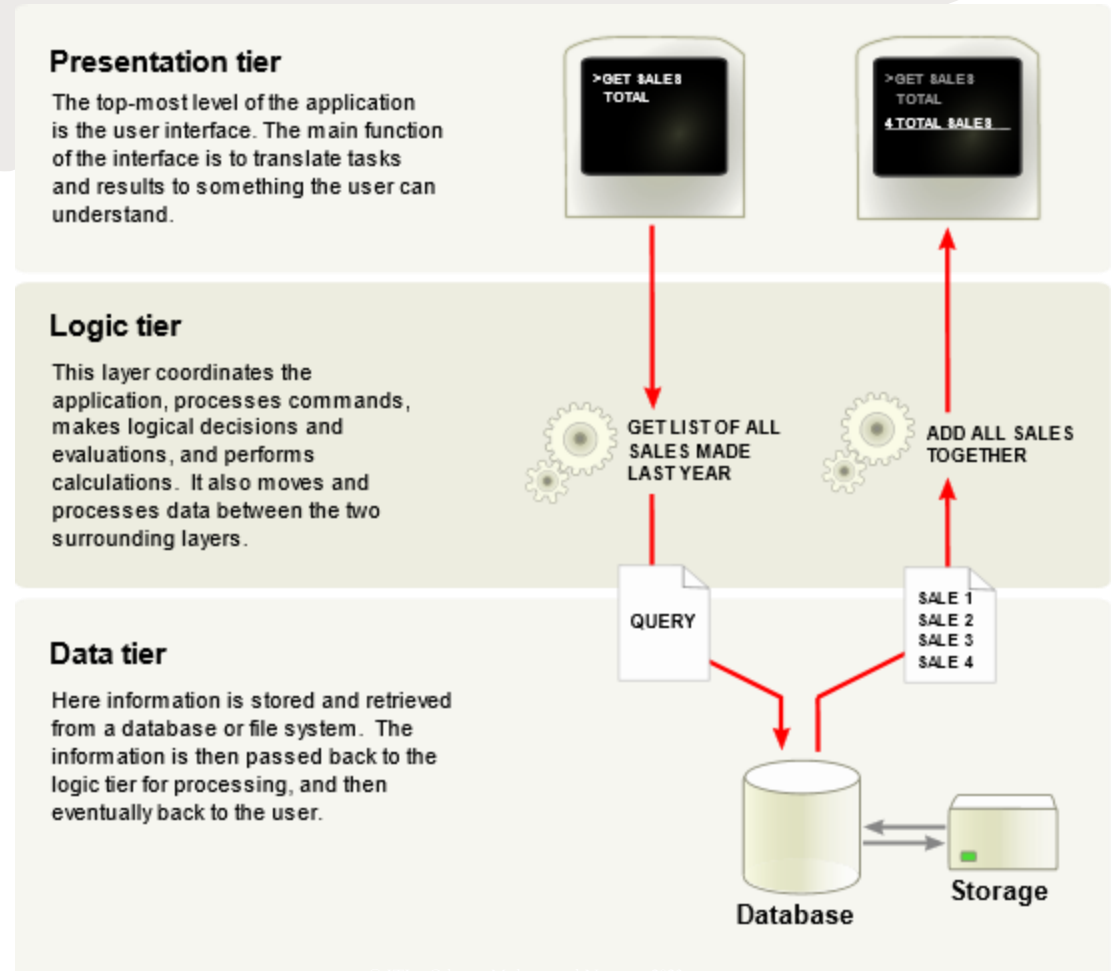 Presentation tier
The top-most level of the application
is the user interface. The main function
of the interface is to translate tasks
and results to something the user can
understand.
>GET SALES
TOTAL
>GET SALES
TOTAL
4 TOTAL SALES
Logic tier
This layer coordinates the
application, processes commands,
makes logical decisions and
evaluations, and performs
calculations. It also moves and
processes data between the two
surrounding layers.
GET LIST OF ALL
SALES MADE
LAST YEAR
ADD ALL SALES
TOGETHER
QUERY
SALE 1
SALE 2
SALE 3
SALE 4
Data tier
Here information is stored and retrieved
from a database or file system. The
information is then passed back to the
logic tier for processing, and then
eventually back to the user.
Database
Storage